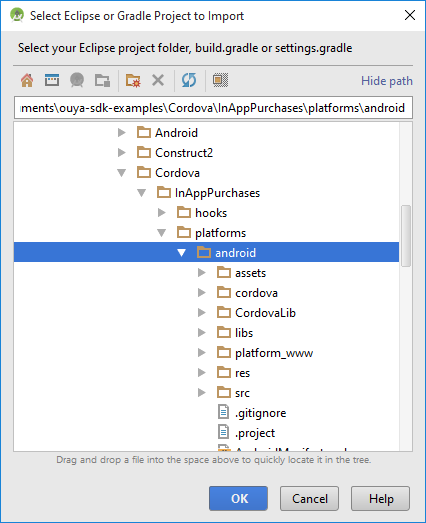 Select Eclipse or Gradle Project to Import
Select your Eclipse project folder, build.gradle or settings.gradle
Hide path
ments\ouya-sdk-examples\Cordova\InAppPurchases\platforms\android
Android
Construct2
Cordova
InAppPurchases
hooks
platforms
android
assets
cordova
CordovaLib
libs
platform_www
res
src
.gitignore
.project
Drag and drop a file into the space above to quickly locate it in the tree.
OK Cancel Help